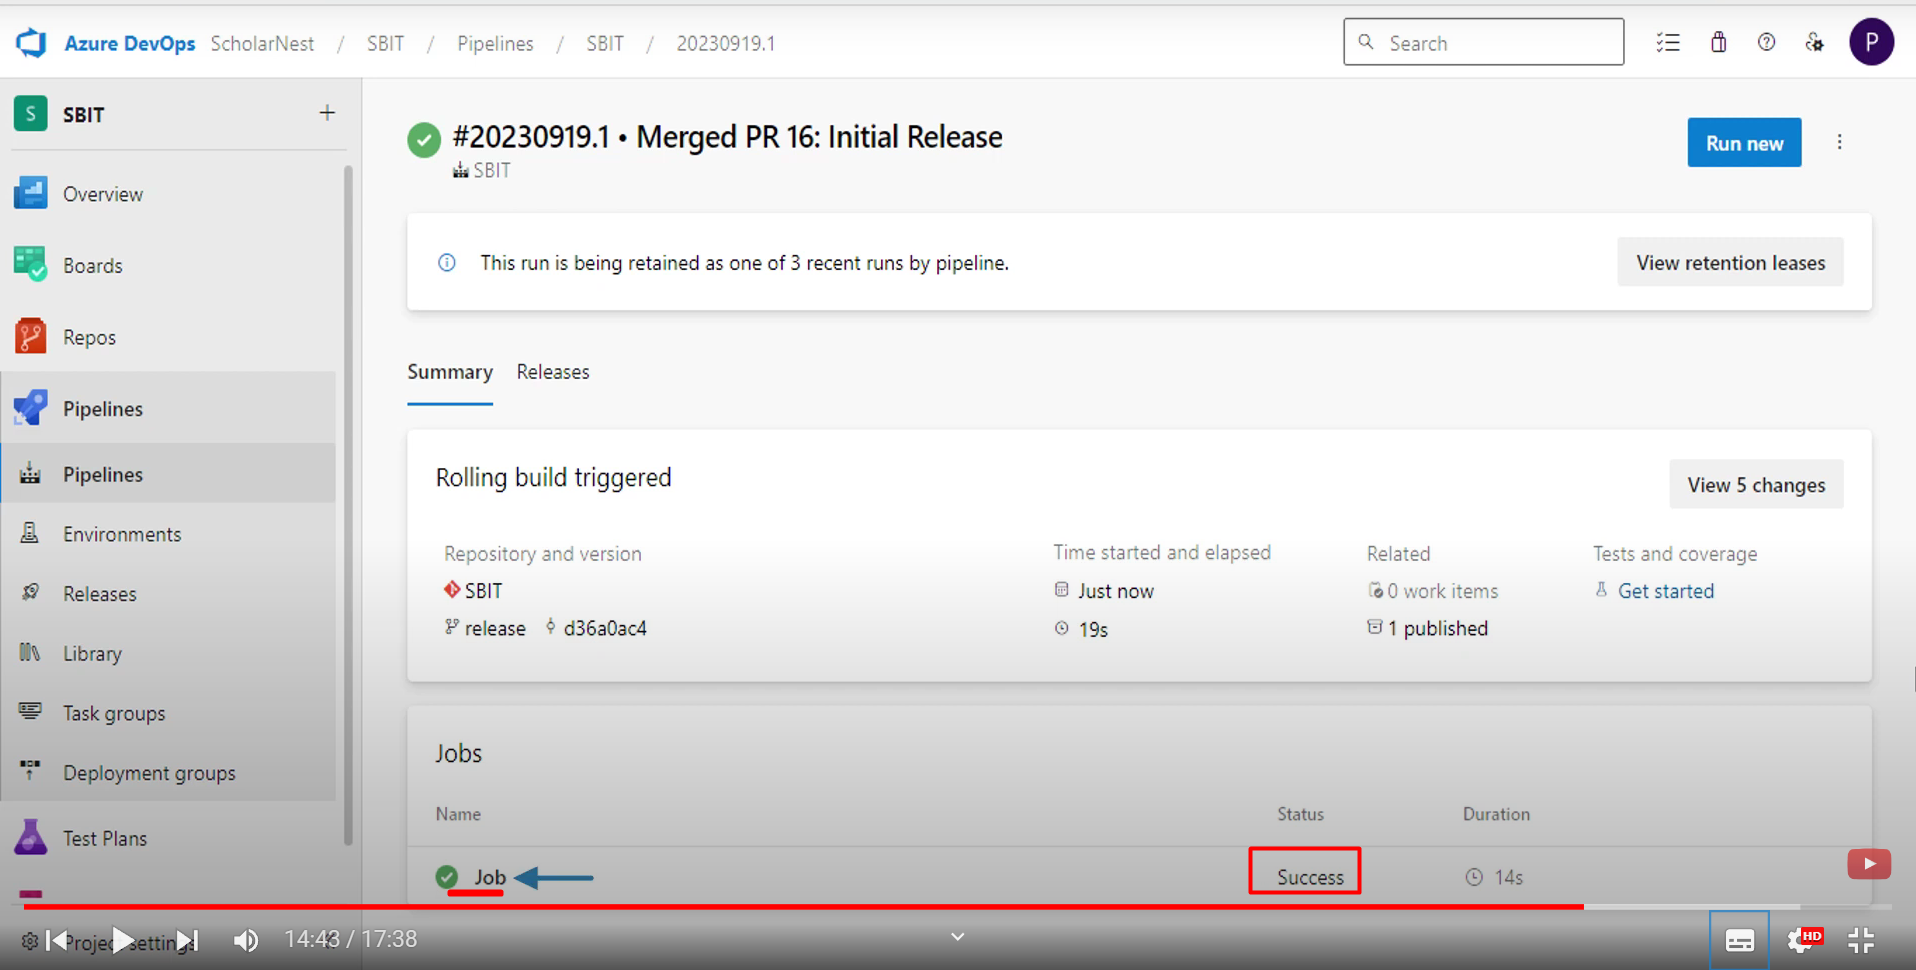 Azure DevOps ScholarNest / SBIT / Pipelines / SBIT / 20230919.1
Search
P
S SBIT +
Overview
Boards
Repos
Pipelines
Pipelines
Environments
Releases
Library
Task groups
Deployment groups
Test Plans
Project settings
#20230919.1 • Merged PR 16: Initial Release
SBIT
Run new
This run is being retained as one of 3 recent runs by pipeline.
View retention leases
Summary Releases
Rolling build triggered
View 5 changes
Repository and version
SBIT
release d36a0ac4
Time started and elapsed
Just now
19s
Related
0 work items
1 published
Tests and coverage
Get started
Jobs
Name Status Duration
Job Success 14s
14:43 / 17:38
HD